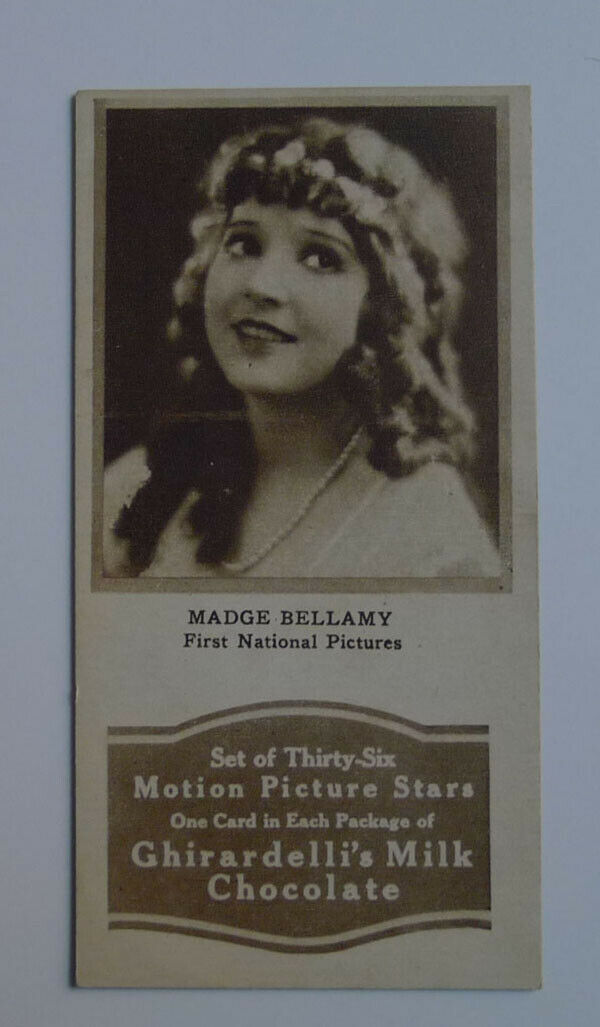 MADGE BELLAMY
First National Pictures
Set of Thirty-Six
Motion Picture Stars
One Card in Each Package of
Ghirardelli's Milk
Chocolate